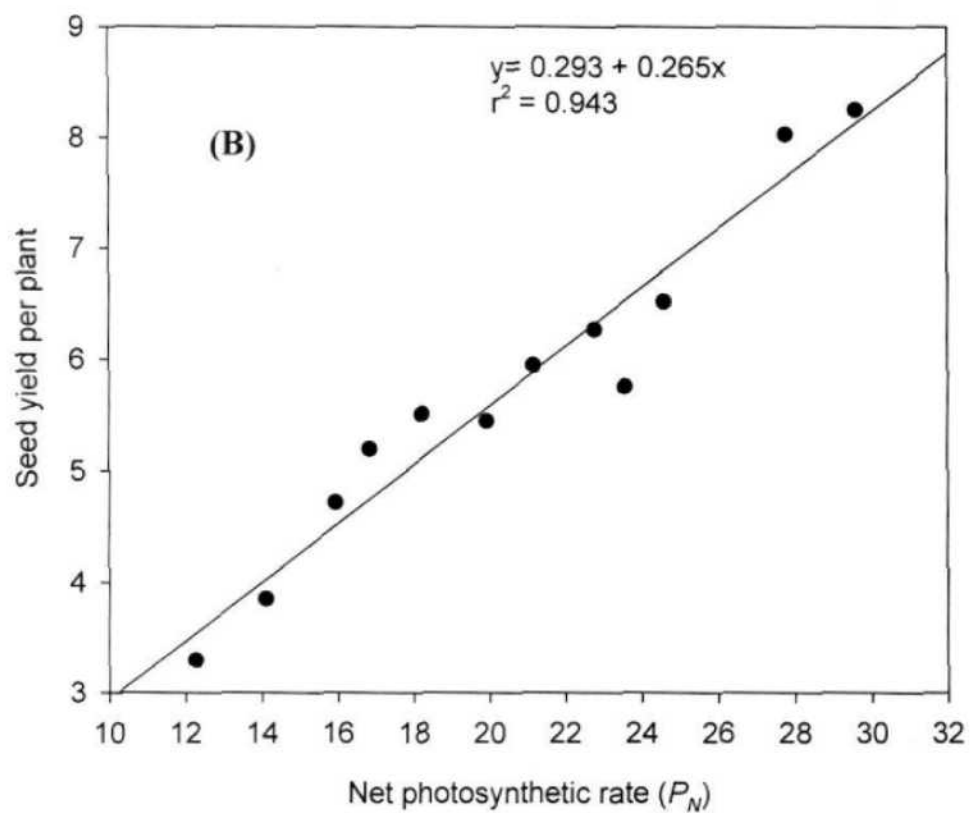 9
8
7
6
5
4
3
Seed yield per plant
y= 0.293 + 0.265x
r² = 0.943
(B)
10 12 14 16 18 20 22 24 26 28 30 32
Net photosynthetic rate (P_N)